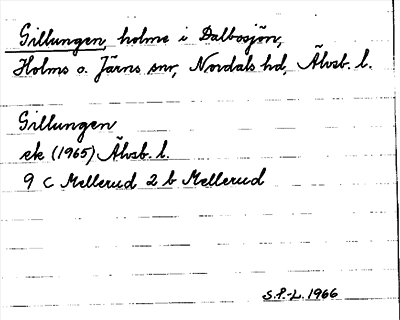 Gillungen, holme i Dalbosjön,
Holms o. Järns snr, Nordals hd, Älvsb. l.
Gillungen
ek (1965) Älvsb. l.
9 C Mellerud 2 b Mellerud
S.P.-L. 1966